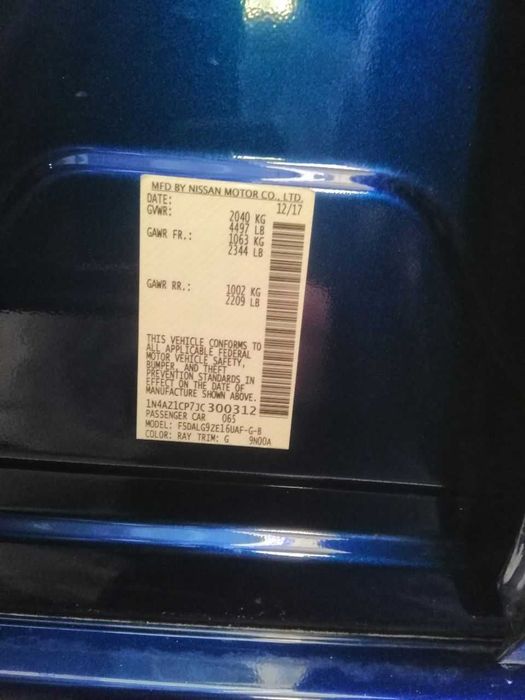 MFD BY NISSAN MOTOR CO., LTD.
DATE: 12/17
GVWR: 2040 KG
4497 LB
GAWR FR.: 1063 KG
2344 LB
GAWR RR.: 1002 KG
2209 LB
THIS VEHICLE CONFORMS TO
ALL APPLICABLE FEDERAL
MOTOR VEHICLE SAFETY,
BUMPER, AND THEFT
PREVENTION STANDARDS IN
EFFECT ON THE DATE OF
MANUFACTURE SHOWN ABOVE.
1N4AZ1CP7JC300312
PASSENGER CAR 065
MODEL: FSDALG9ZE16UAF-G-B
COLOR: RAY TRIM: G 9N00A